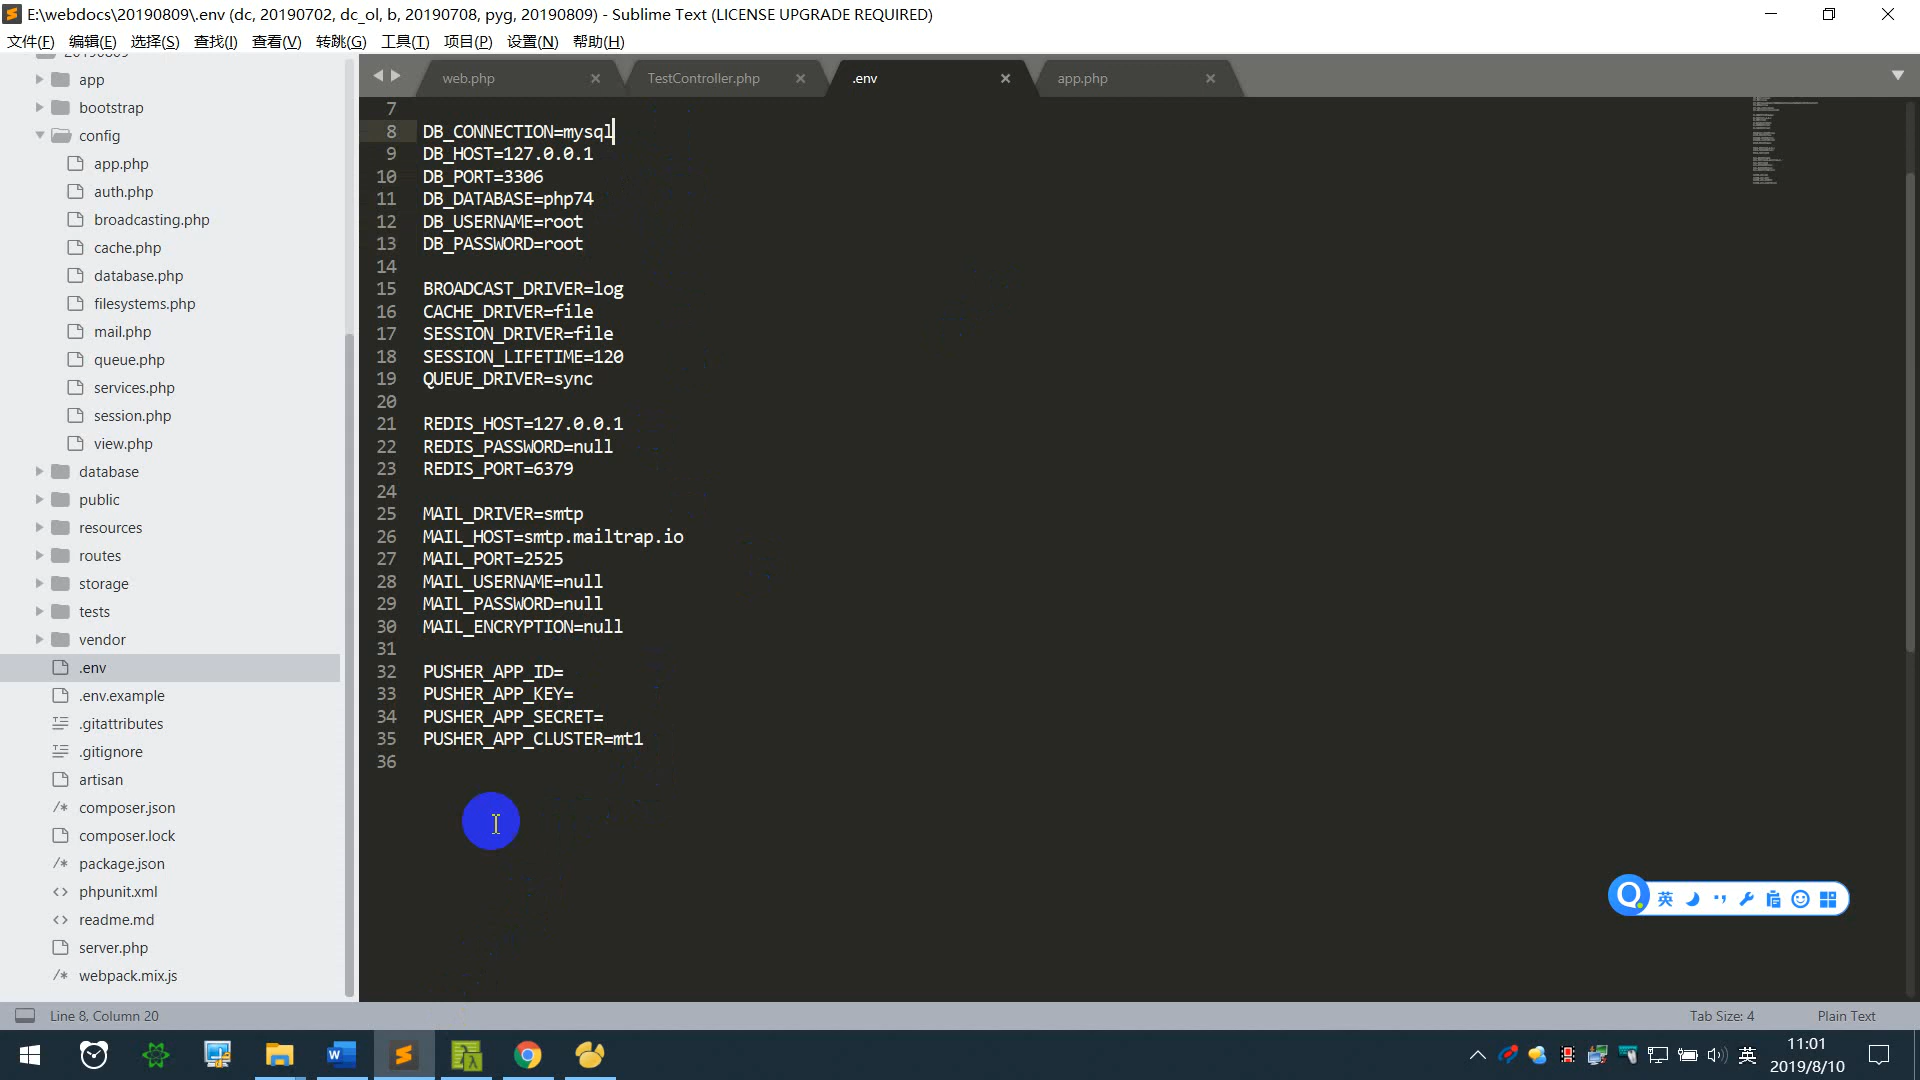 E:\webdocs\20190809\.env (dc, 20190702, dc_ol, b, 20190708, pyg, 20190809) - Sublime Text (LICENSE UPGRADE REQUIRED)
文件(F) 编辑(E) 选择(S) 查找(I) 查看(V) 转跳(G) 工具(T) 项目(P) 设置(N) 帮助(H)
20190809
app
bootstrap
config
app.php
auth.php
broadcasting.php
cache.php
database.php
filesystems.php
mail.php
queue.php
services.php
session.php
view.php
database
public
resources
routes
storage
tests
vendor
.env
.env.example
.gitattributes
.gitignore
artisan
composer.json
composer.lock
package.json
phpunit.xml
readme.md
server.php
webpack.mix.js
web.php TestController.php .env app.php
7
8 DB_CONNECTION=mysql
9 DB_HOST=127.0.0.1
10 DB_PORT=3306
11 DB_DATABASE=php74
12 DB_USERNAME=root
13 DB_PASSWORD=root
14
15 BROADCAST_DRIVER=log
16 CACHE_DRIVER=file
17 SESSION_DRIVER=file
18 SESSION_LIFETIME=120
19 QUEUE_DRIVER=sync
20
21 REDIS_HOST=127.0.0.1
22 REDIS_PASSWORD=null
23 REDIS_PORT=6379
24
25 MAIL_DRIVER=smtp
26 MAIL_HOST=smtp.mailtrap.io
27 MAIL_PORT=2525
28 MAIL_USERNAME=null
29 MAIL_PASSWORD=null
30 MAIL_ENCRYPTION=null
31
32 PUSHER_APP_ID=
33 PUSHER_APP_KEY=
34 PUSHER_APP_SECRET=
35 PUSHER_APP_CLUSTER=mt1
36
英
Line 8, Column 20 Tab Size: 4 Plain Text
英
11:01
2019/8/10